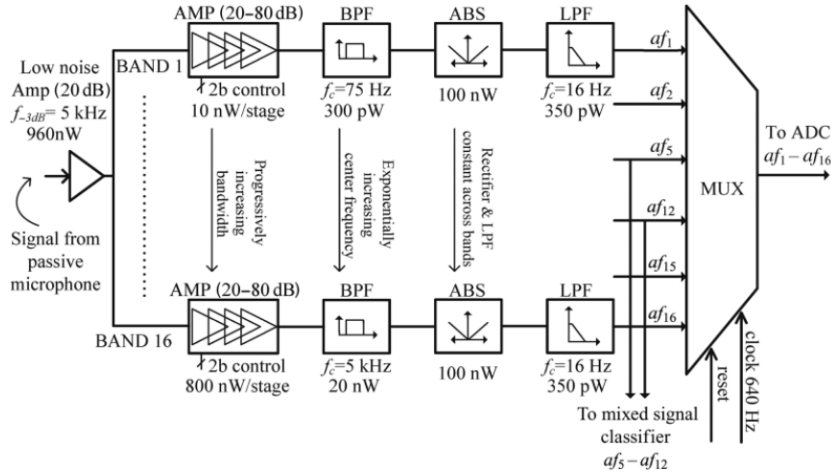 AMP (20–80 dB)
BPF
ABS
LPF
Low noise
Amp (20 dB)
f−3dB= 5 kHz
960nW
BAND 1
2b control
10 nW/stage
fc=75 Hz
300 pW
100 nW
fc=16 Hz
350 pW
af1
af2
af5
af12
af15
af16
MUX
To ADC
af1 – af16
Progressively
increasing
bandwidth
Exponentially
increasing
center frequency
Rectifier & LPF
constant across bands
Signal from
passive
microphone
BAND 16
AMP (20–80 dB)
BPF
ABS
LPF
2b control
800 nW/stage
fc=5 kHz
20 nW
100 nW
fc=16 Hz
350 pW
To mixed signal
classifier
af5 – af12
reset
clock 640 Hz